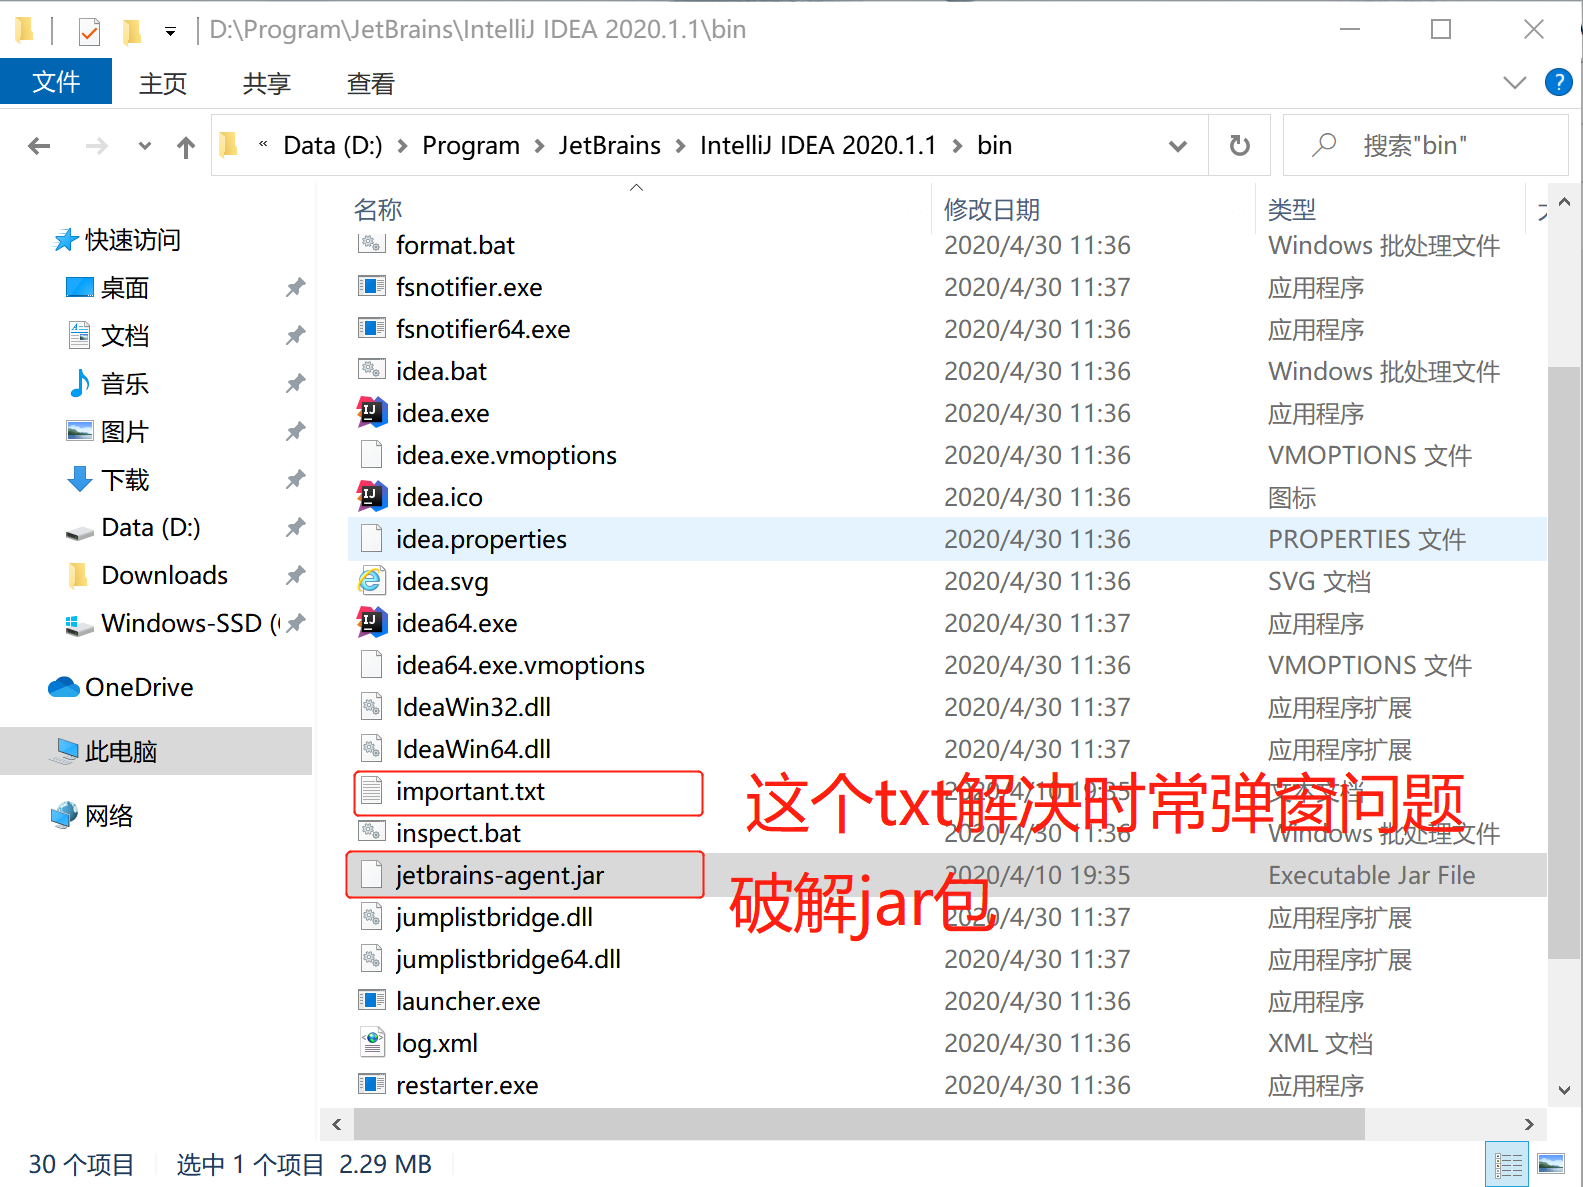 D:\Program\JetBrains\IntelliJ IDEA 2020.1.1\bin
文件 主页 共享 查看
« Data (D:) > Program > JetBrains > IntelliJ IDEA 2020.1.1 > bin 搜索"bin"
名称 修改日期 类型
快速访问
桌面
文档
音乐
图片
下载
Data (D:)
Downloads
Windows-SSD (
OneDrive
此电脑
网络
format.bat 2020/4/30 11:36 Windows 批处理文件
fsnotifier.exe 2020/4/30 11:37 应用程序
fsnotifier64.exe 2020/4/30 11:36 应用程序
idea.bat 2020/4/30 11:36 Windows 批处理文件
idea.exe 2020/4/30 11:36 应用程序
idea.exe.vmoptions 2020/4/30 11:36 VMOPTIONS 文件
idea.ico 2020/4/30 11:36 图标
idea.properties 2020/4/30 11:36 PROPERTIES 文件
idea.svg 2020/4/30 11:36 SVG 文档
idea64.exe 2020/4/30 11:37 应用程序
idea64.exe.vmoptions 2020/4/30 11:36 VMOPTIONS 文件
IdeaWin32.dll 2020/4/30 11:37 应用程序扩展
IdeaWin64.dll 2020/4/30 11:37 应用程序扩展
important.txt 2020/4/10 19:35 文本文档
这个txt解决时常弹窗问题
inspect.bat 2020/4/30 11:36 Windows 批处理文件
jetbrains-agent.jar 2020/4/10 19:35 Executable Jar File
破解jar包
jumplistbridge.dll 2020/4/30 11:37 应用程序扩展
jumplistbridge64.dll 2020/4/30 11:37 应用程序扩展
launcher.exe 2020/4/30 11:36 应用程序
log.xml 2020/4/30 11:36 XML 文档
restarter.exe 2020/4/30 11:36 应用程序
30 个项目 选中 1 个项目 2.29 MB